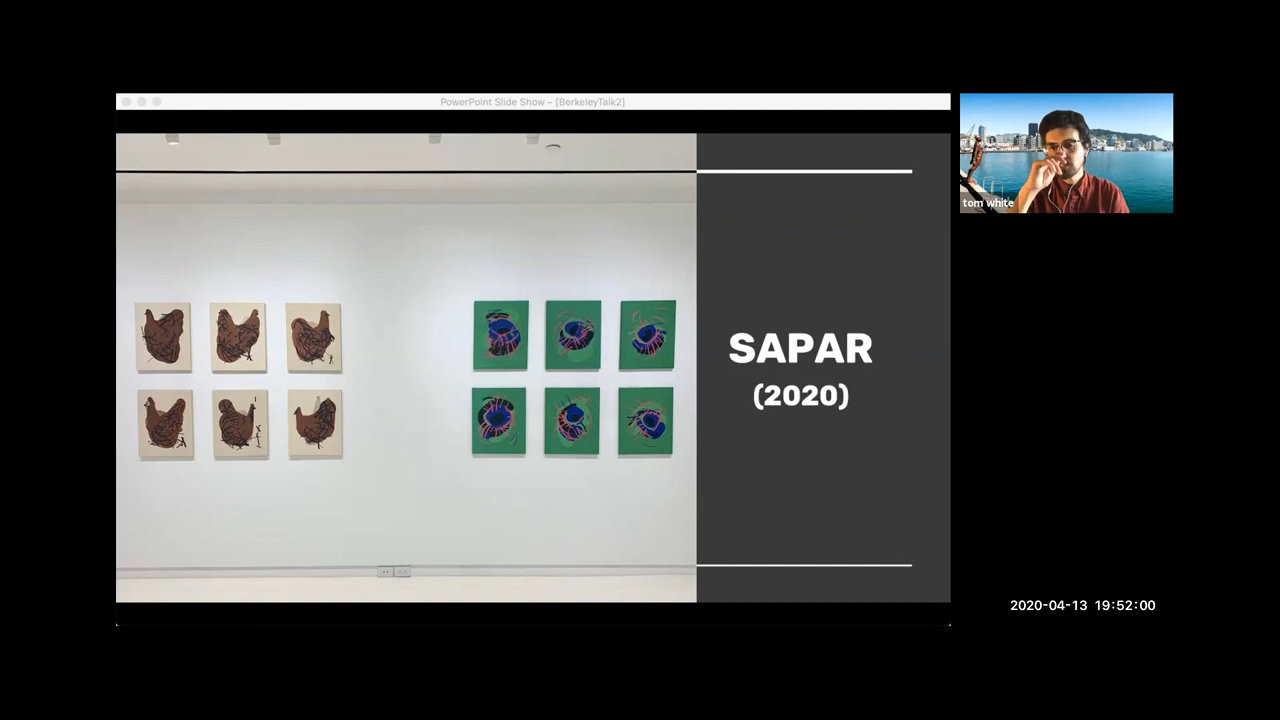 PowerPoint Slide Show – [BerkeleyTalk2]
SAPAR
(2020)
tom white
2020-04-13 19:52:00